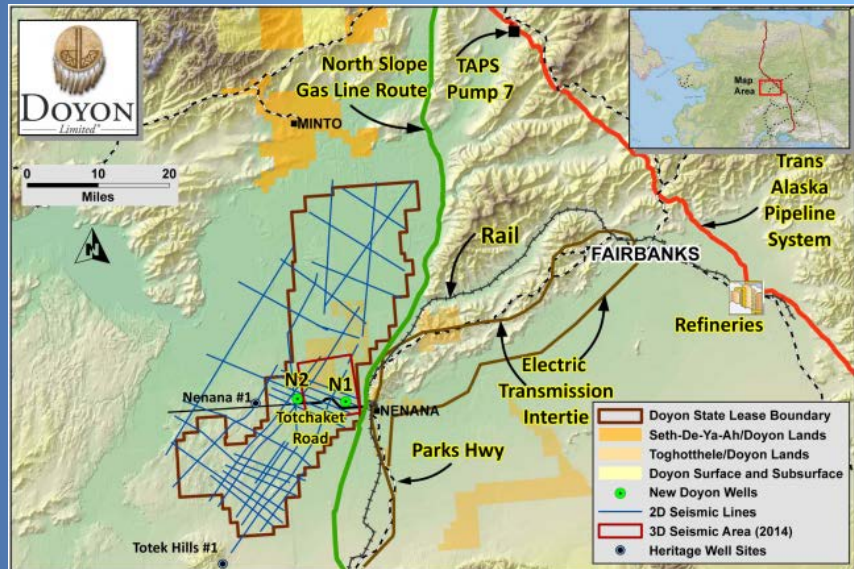 DOYON
Limited
North Slope
Gas Line Route
TAPS
Pump 7
Map
Area
MINTO
0 10 20
Miles
N
Trans
Alaska
Pipeline
System
Rail
FAIRBANKS
Refineries
Electric
Transmission
Intertie
N2
N1
Nenana #1
Totchaket
Road
NENANA
Parks Hwy
Totek Hills #1
Doyon State Lease Boundary
Seth-De-Ya-Ah/Doyon Lands
Toghotthele/Doyon Lands
Doyon Surface and Subsurface
New Doyon Wells
2D Seismic Lines
3D Seismic Area (2014)
Heritage Well Sites